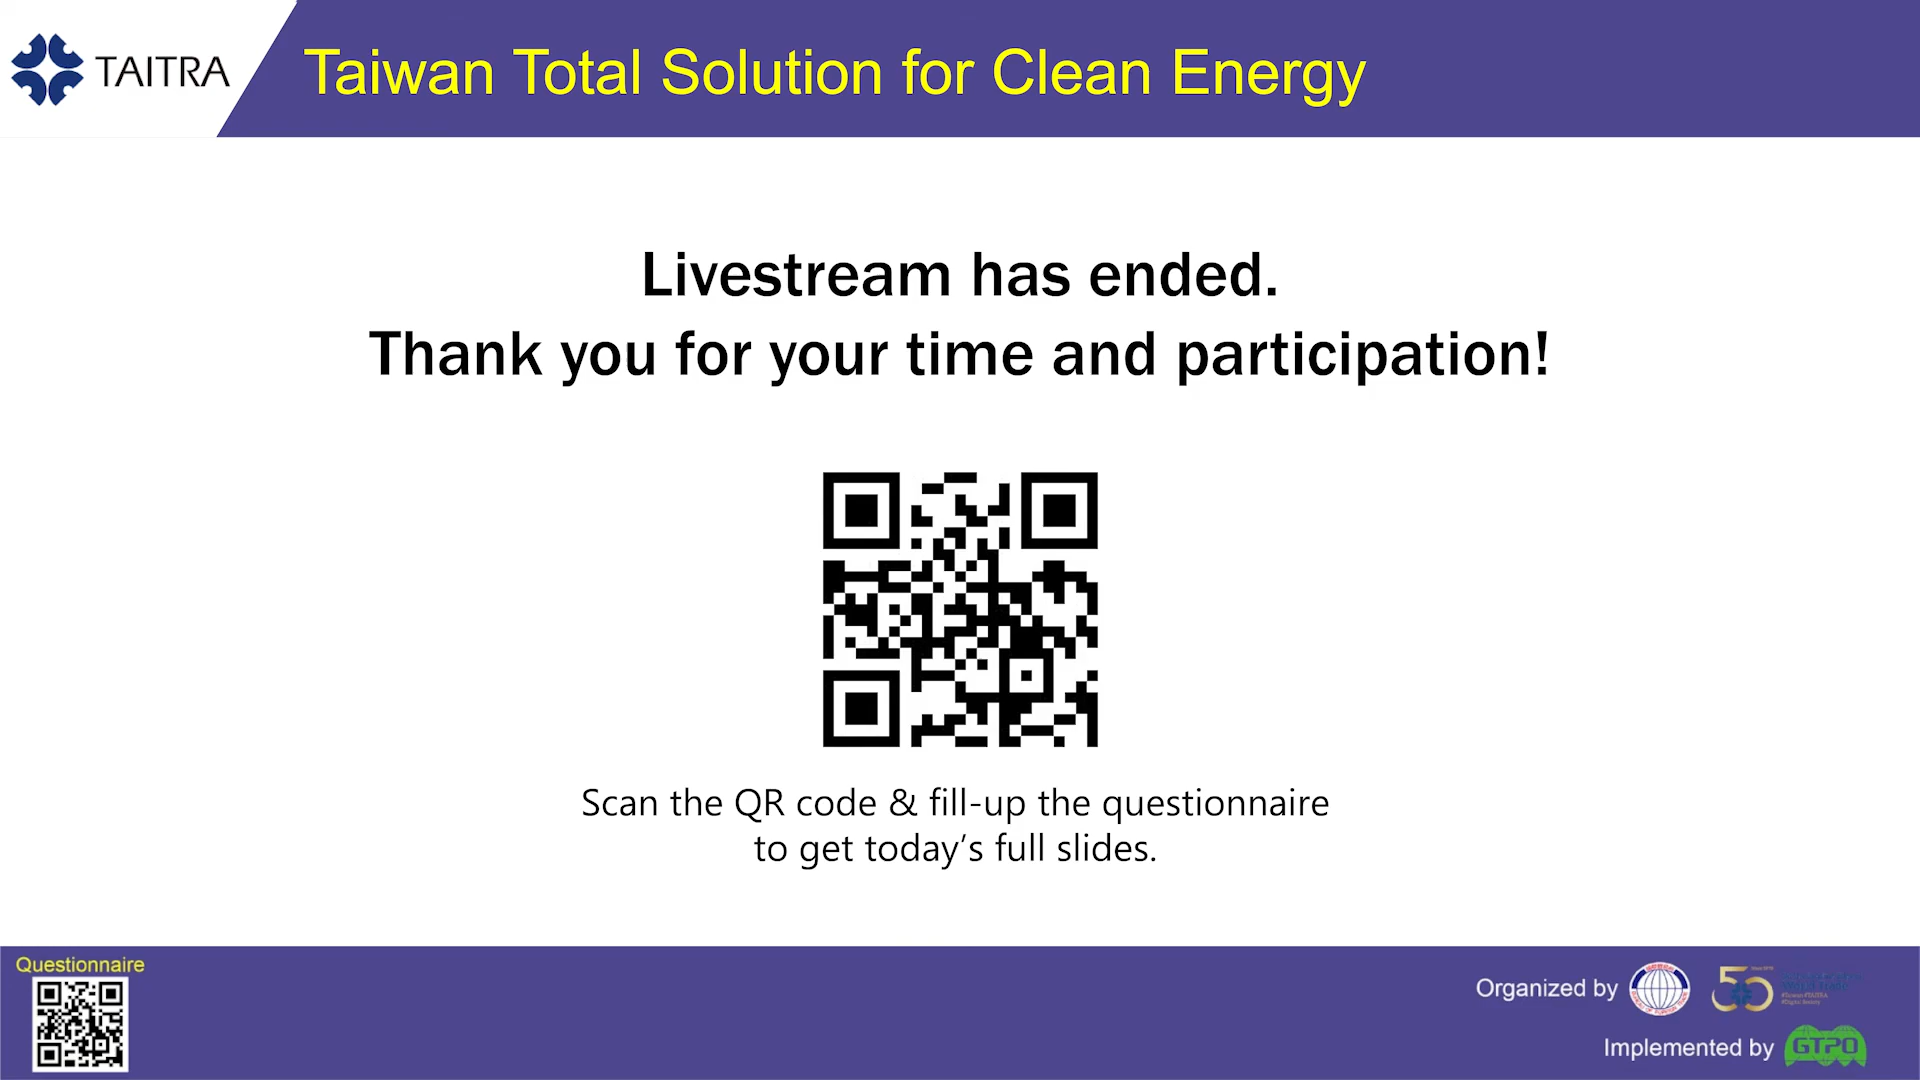 TAITRA
Taiwan Total Solution for Clean Energy
Livestream has ended.
Thank you for your time and participation!
Scan the QR code & fill-up the questionnaire
to get today’s full slides.
Questionnaire
Organized by
50
Implemented by
GTPO